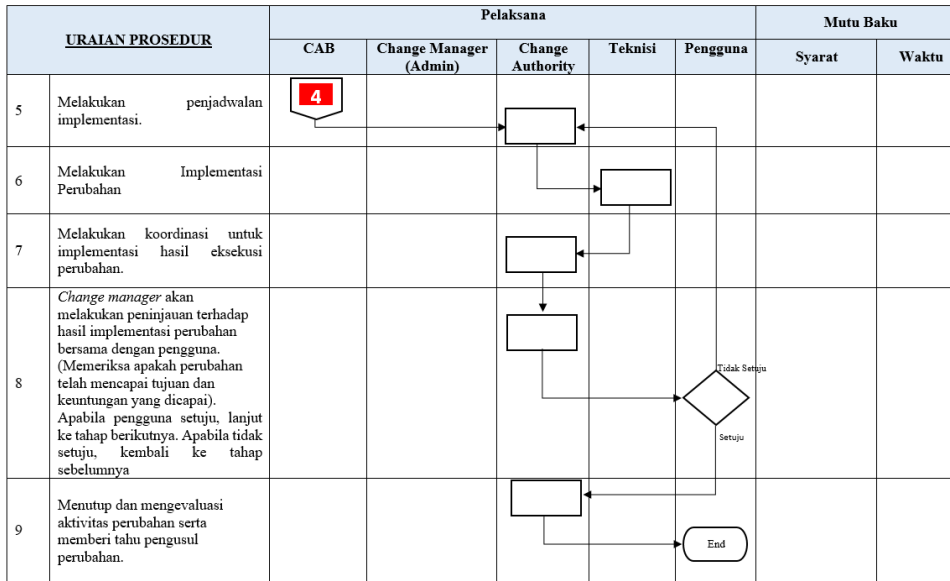 URAIAN PROSEDUR
Pelaksana
Mutu Baku
CAB
Change Manager
(Admin)
Change
Authority
Teknisi
Pengguna
Syarat
Waktu
5
Melakukan penjadwalan
implementasi.
4
6
Melakukan Implementasi
Perubahan
7
Melakukan koordinasi untuk
implementasi hasil eksekusi
perubahan.
8
Change manager akan
melakukan peninjauan terhadap
hasil implementasi perubahan
bersama dengan pengguna.
(Memeriksa apakah perubahan
telah mencapai tujuan dan
keuntungan yang dicapai).
Apabila pengguna setuju, lanjut
ke tahap berikutnya. Apabila tidak
setuju, kembali ke tahap
sebelumnya
Tidak Setuju
Setuju
9
Menutup dan mengevaluasi
aktivitas perubahan serta
memberi tahu pengusul
perubahan.
End